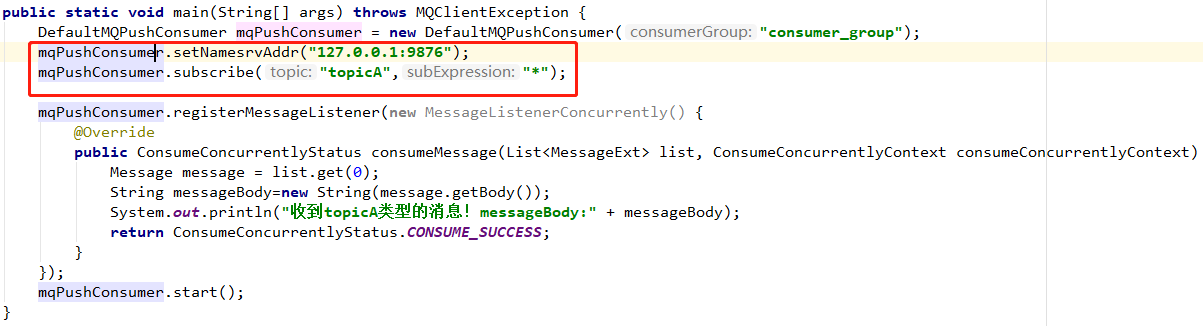 public static void main(String[] args) throws MQClientException {
    DefaultMQPushConsumer mqPushConsumer = new DefaultMQPushConsumer( consumerGroup: "consumer_group");
    mqPushConsumer.setNamesrvAddr("127.0.0.1:9876");
    mqPushConsumer.subscribe( topic: "topicA", subExpression: "*");
    mqPushConsumer.registerMessageListener(new MessageListenerConcurrently() {
        @Override
        public ConsumeConcurrentlyStatus consumeMessage(List<MessageExt> list, ConsumeConcurrentlyContext consumeConcurrentlyContext)
            Message message = list.get(0);
            String messageBody=new String(message.getBody());
            System.out.println("收到topicA类型的消息！messageBody:" + messageBody);
            return ConsumeConcurrentlyStatus.CONSUME_SUCCESS;
        }
    });
    mqPushConsumer.start();
}